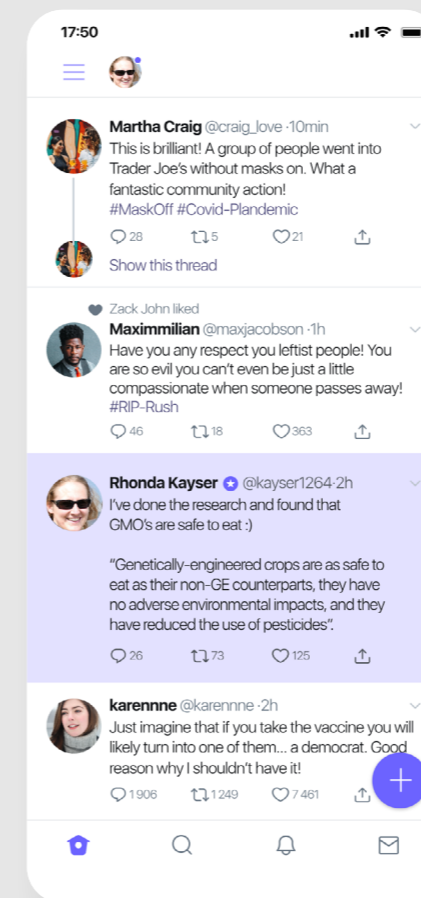 17:50
Martha Craig @craig_love ·10min
This is brilliant! A group of people went into
Trader Joe's without masks on. What a
fantastic community action!
#MaskOff #Covid-Plandemic
28 5 21
Show this thread
Zack John liked
Maximmilian @maxjacobson ·1h
Have you any respect you leftist people! You
are so evil you can't even be just a little
compassionate when someone passes away!
#RIP-Rush
46 18 363
Rhonda Kayser @kayser1264·2h
I've done the research and found that
GMO's are safe to eat :)
“Genetically-engineered crops are as safe to
eat as their non-GE counterparts, they have
no adverse environmental impacts, and they
have reduced the use of pesticides”.
26 73 125
karennne @karennne ·2h
Just imagine that if you take the vaccine you will
likely turn into one of them... a democrat. Good
reason why I shouldn't have it!
1 906 1 249 7 461